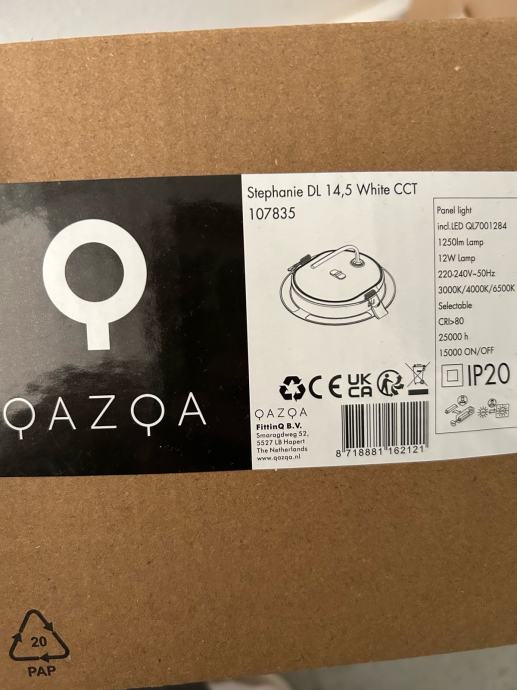 Stephanie DL 14,5 White CCT
107835
Panel light
incl.LED QL7001284
1250lm Lamp
12W Lamp
220-240V~50Hz
3000K/4000K/6500K
Selectable
CRI>80
25000 h
15000 ON/OFF
IP20
CE UK
CA
QAZQA
QAZQA
FittinQ B.V.
Smaragdweg 52,
5527 LB Hapert
The Netherlands
www.qazqa.nl
8 718881 162121
20
PAP